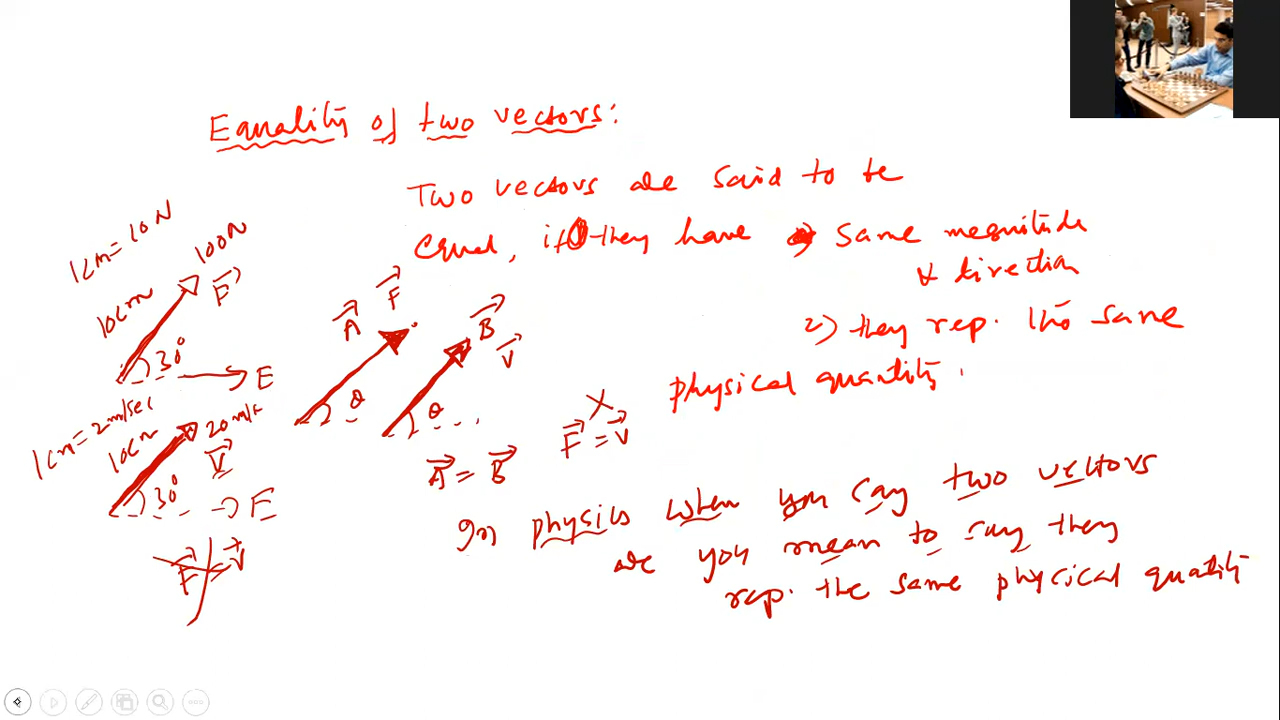 Equality of two vectors:
Two vectors are said to be
equal, if 1) they have same magnitude
& direction
2) they rep. the same
physical quantity.
1cm = 10N
100N
10cm
F
30°
E
1cm = 2m/sec
10cm
20m/s
V
30°
E
F = V
A F
θ
B
V
θ
A = B
X
F = V
In physics when you say two vectors
are you mean to say they
rep. the same physical quantity